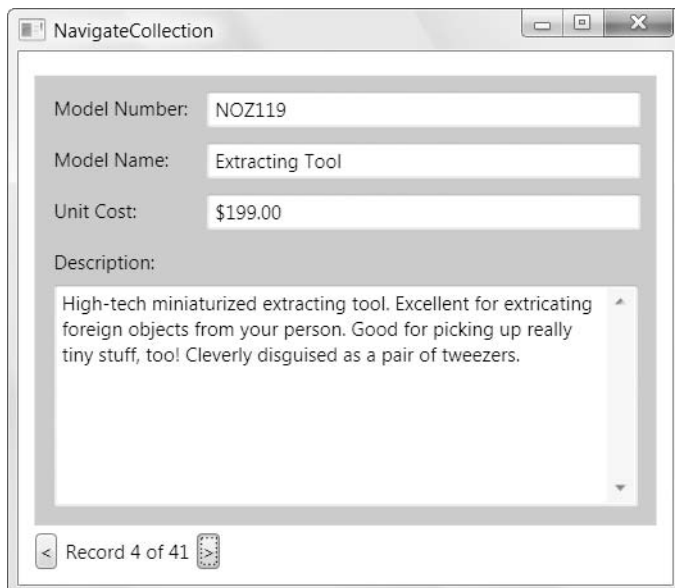 NavigateCollection
Model Number: NOZ119
Model Name: Extracting Tool
Unit Cost: $199.00
Description:
High-tech miniaturized extracting tool. Excellent for extricating
foreign objects from your person. Good for picking up really
tiny stuff, too! Cleverly disguised as a pair of tweezers.
< Record 4 of 41 >